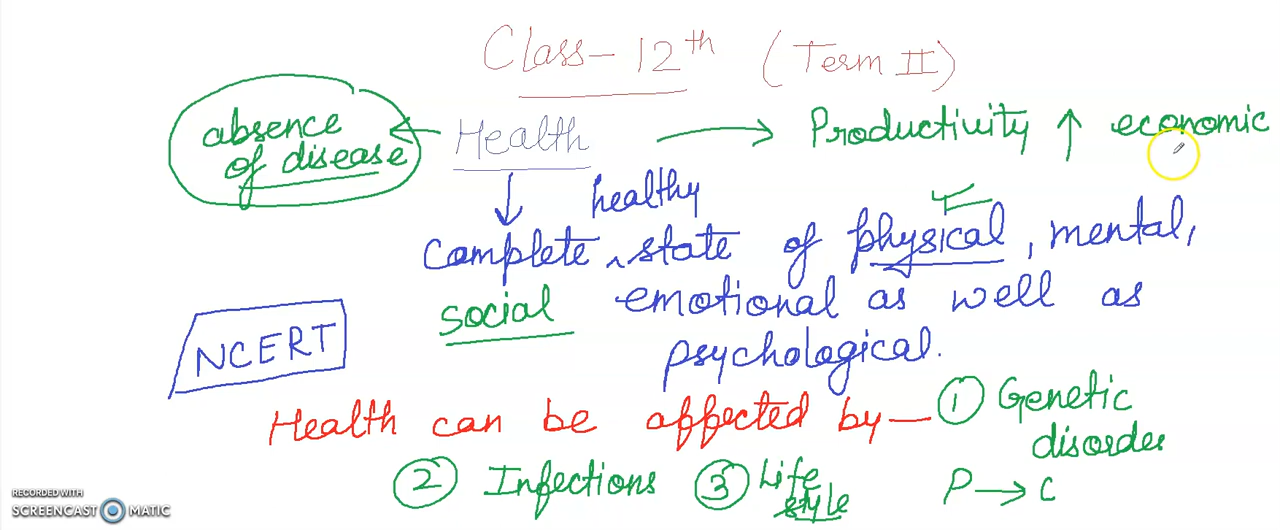 Class- 12th (Term II)
absence of disease ← Health → Productivity ↑ economic
↓ healthy
Complete ^ state of physical, mental,
social emotional as well as
NCERT psychological.
Health can be affected by— ① Genetic disorder
② Infections ③ Life style P → C
RECORDED WITH
SCREENCAST MATIC